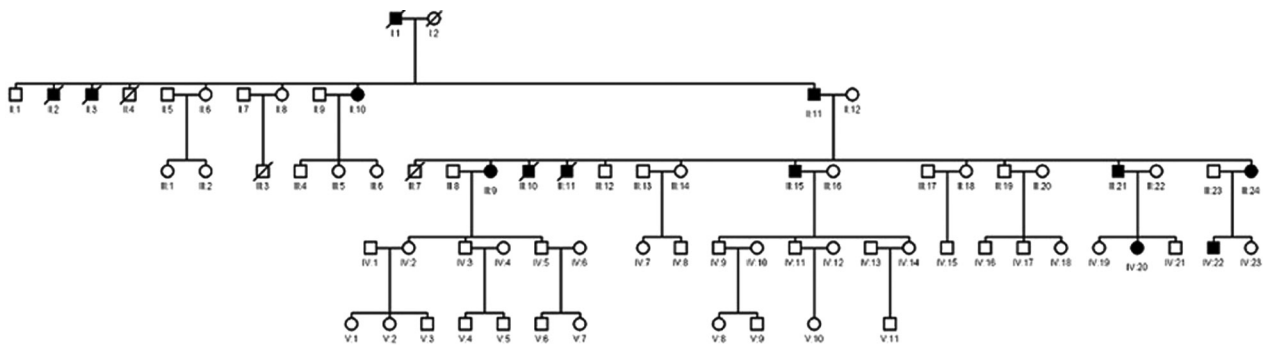 I:1 I:2
II:1 II:2 II:3 II:4 II:5 II:6 II:7 II:8 II:9 II:10 II:11 II:12
III:1 III:2 III:3 III:4 III:5 III:6 III:7 III:8 III:9 III:10 III:11 III:12 III:13 III:14 III:15 III:16 III:17 III:18 III:19 III:20 III:21 III:22 III:23 III:24
IV:1 IV:2 IV:3 IV:4 IV:5 IV:6 IV:7 IV:8 IV:9 IV:10 IV:11 IV:12 IV:13 IV:14 IV:15 IV:16 IV:17 IV:18 IV:19 IV:20 IV:21 IV:22 IV:23
V:1 V:2 V:3 V:4 V:5 V:6 V:7 V:8 V:9 V:10 V:11